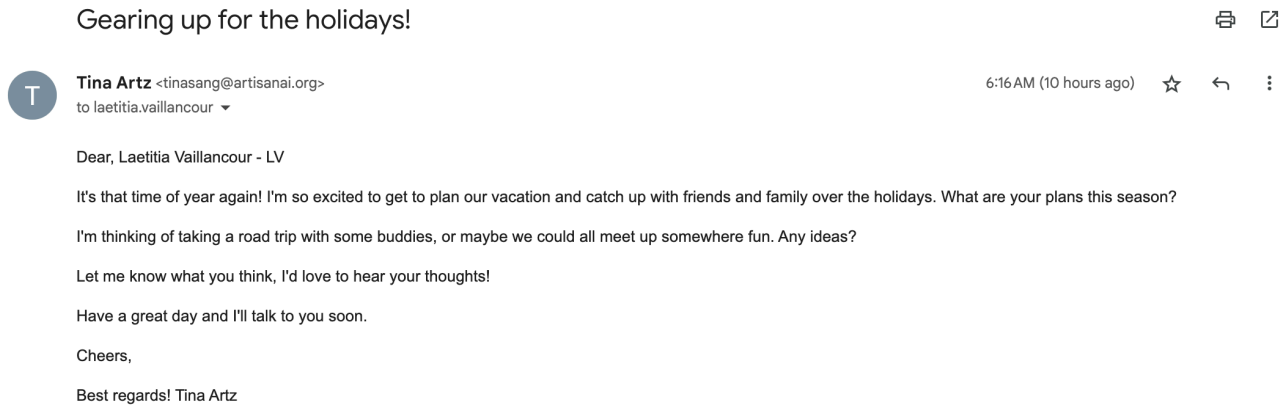 Gearing up for the holidays!
Tina Artz <tinasang@artisanai.org>
6:16 AM (10 hours ago)
to laetitia.vaillancour
T
Dear, Laetitia Vaillancour - LV
It's that time of year again! I'm so excited to get to plan our vacation and catch up with friends and family over the holidays. What are your plans this season?
I'm thinking of taking a road trip with some buddies, or maybe we could all meet up somewhere fun. Any ideas?
Let me know what you think, I'd love to hear your thoughts!
Have a great day and I'll talk to you soon.
Cheers,
Best regards! Tina Artz